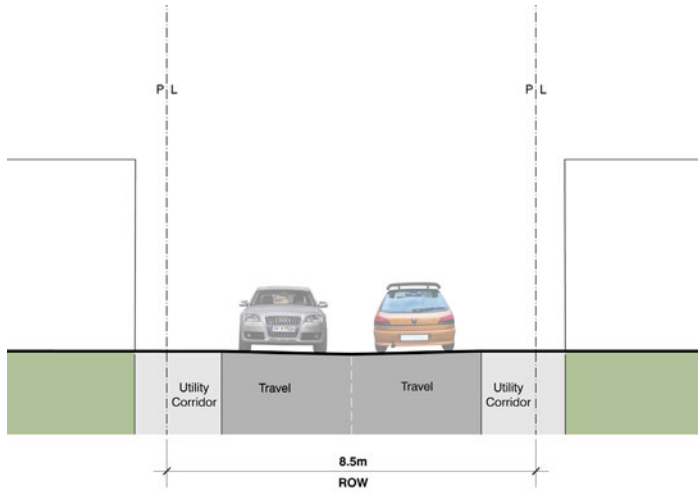 P L
P L
Utility
Corridor
Travel
Travel
Utility
Corridor
8.5m
ROW